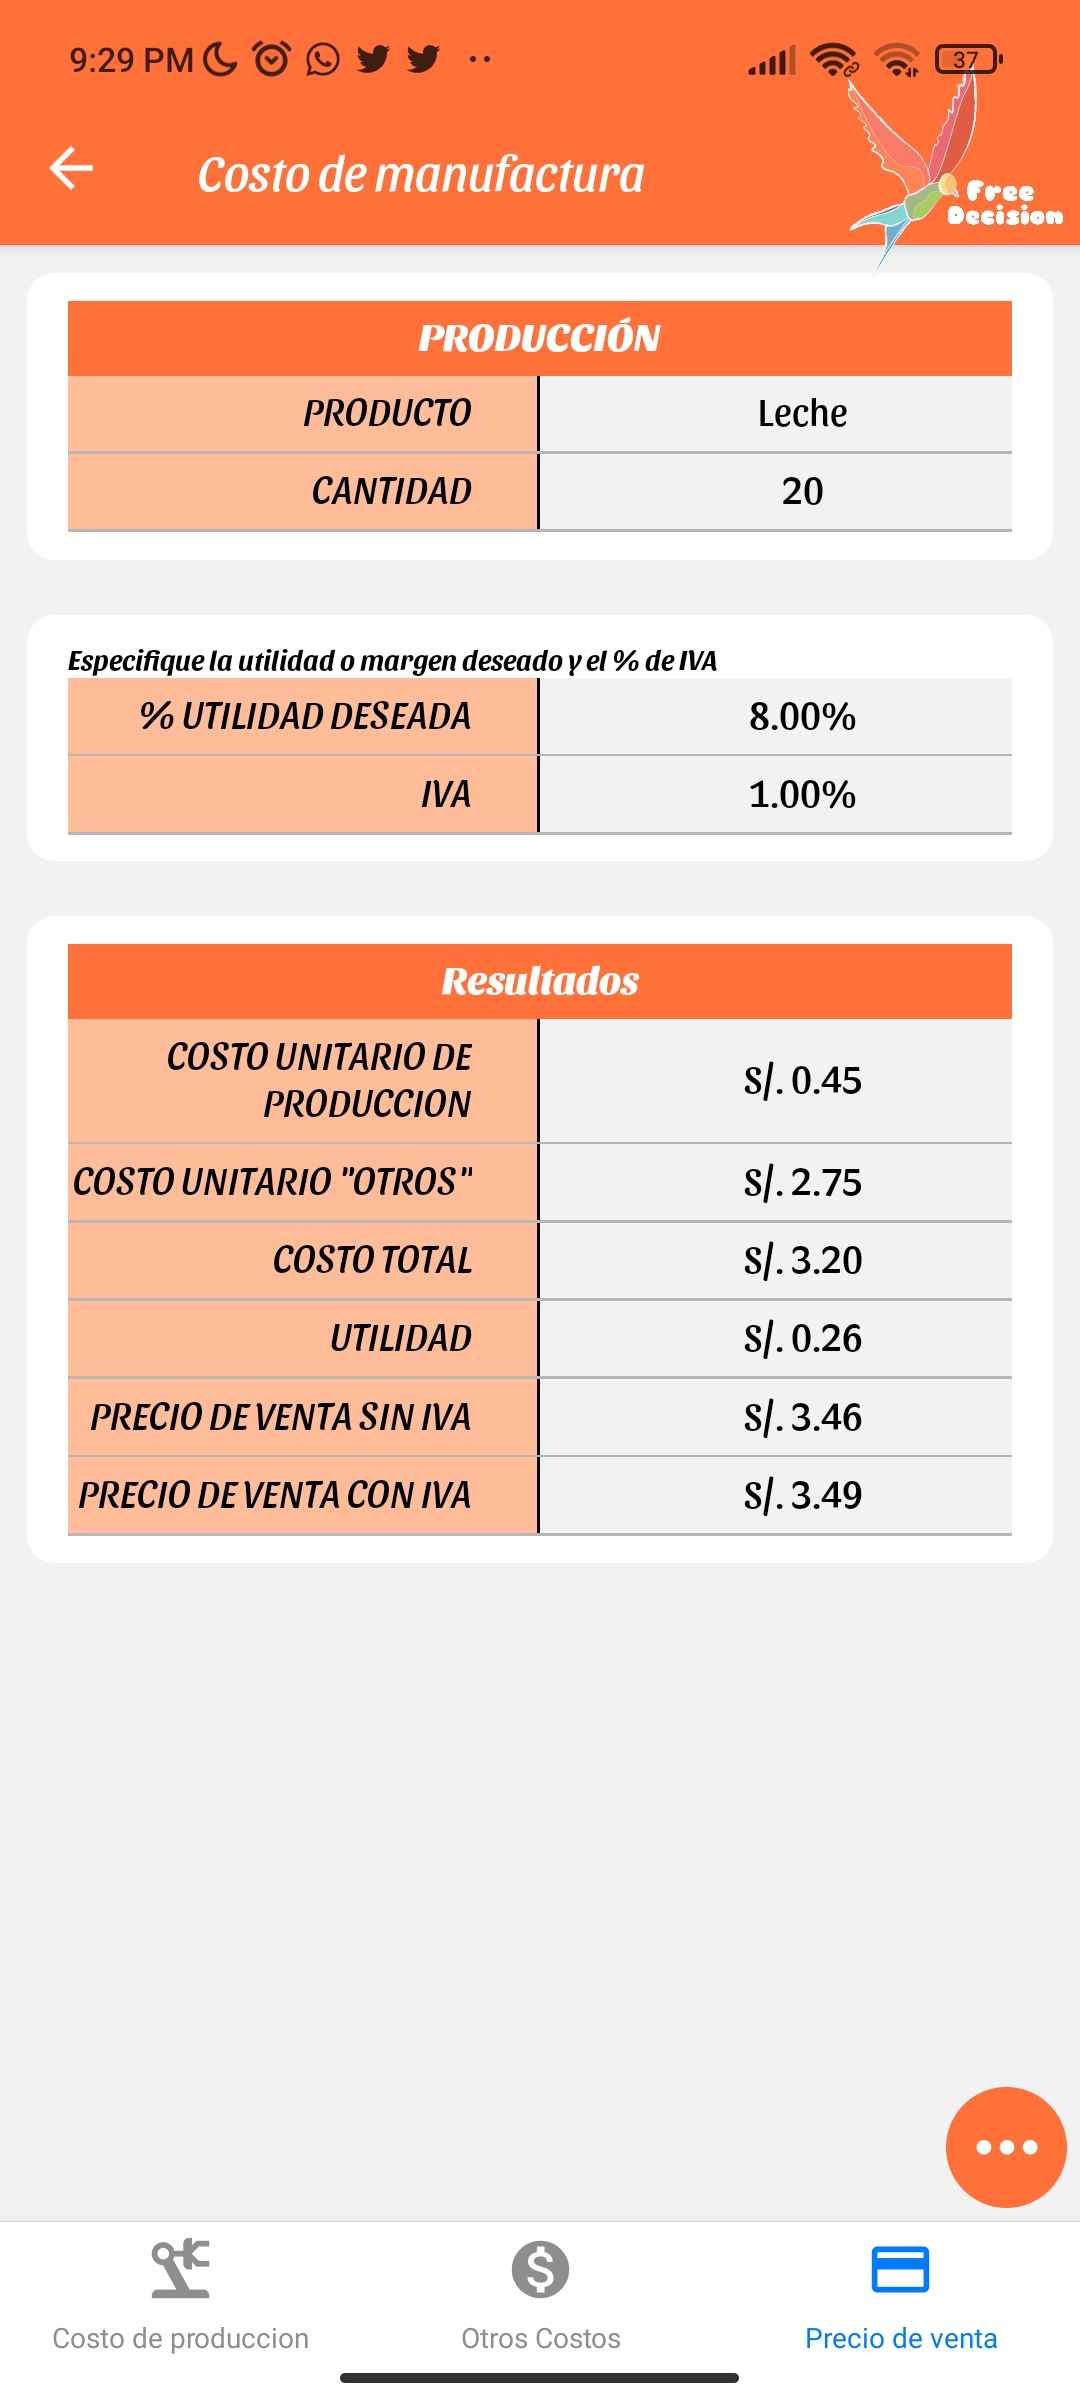 9:29 PM
37
Costo de manufactura
Free
Decision
PRODUCCIÓN
PRODUCTO Leche
CANTIDAD 20
Especifique la utilidad o margen deseado y el % de IVA
% UTILIDAD DESEADA 8.00%
IVA 1.00%
Resultados
COSTO UNITARIO DE
PRODUCCION S/. 0.45
COSTO UNITARIO "OTROS" S/. 2.75
COSTO TOTAL S/. 3.20
UTILIDAD S/. 0.26
PRECIO DE VENTA SIN IVA S/. 3.46
PRECIO DE VENTA CON IVA S/. 3.49
Costo de produccion
Otros Costos
Precio de venta